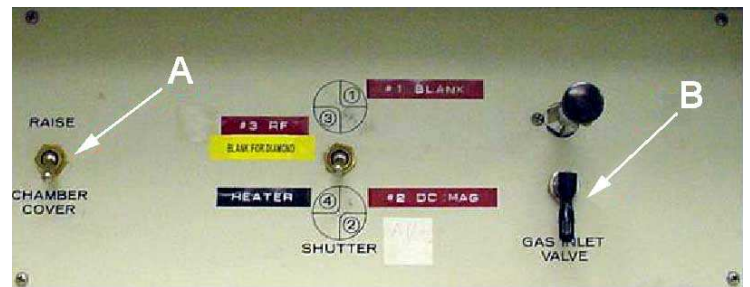 A
RAISE
CHAMBER
COVER
#3 RF
BLANK FOR DIAMOND
HEATER
1
3
#1 BLANK
4
2
#2 DC MAG
SHUTTER
B
GAS INLET
VALVE